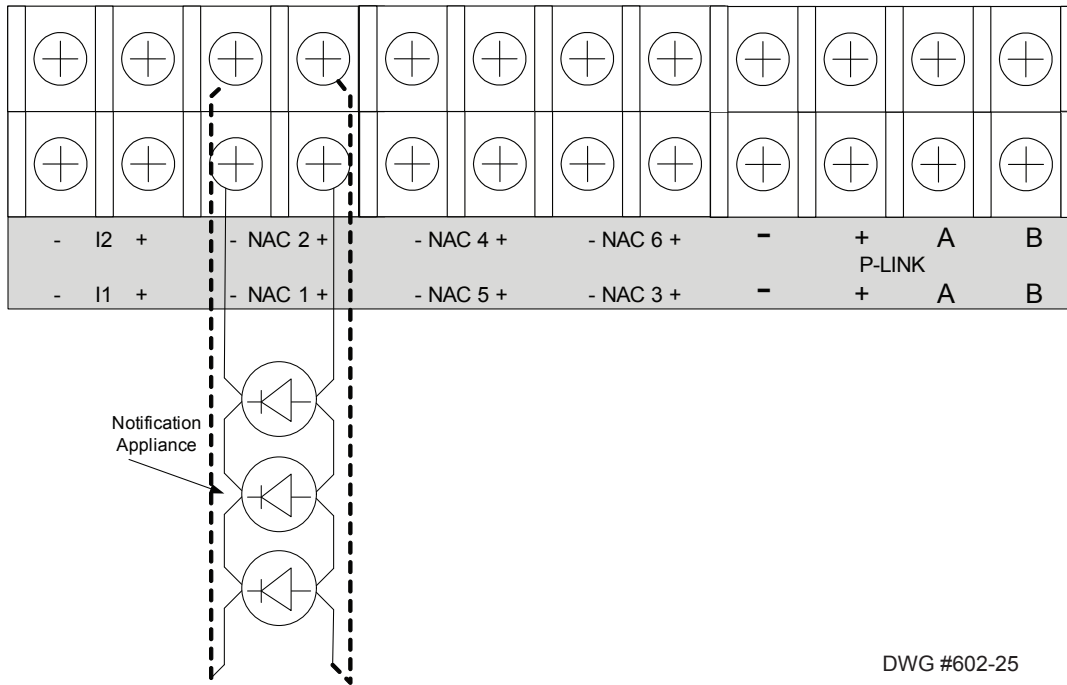 - I2 + - NAC 2 + - NAC 4 + - NAC 6 + - + A B
P-LINK
- I1 + - NAC 1 + - NAC 5 + - NAC 3 + - + A B
Notification
Appliance
DWG #602-25